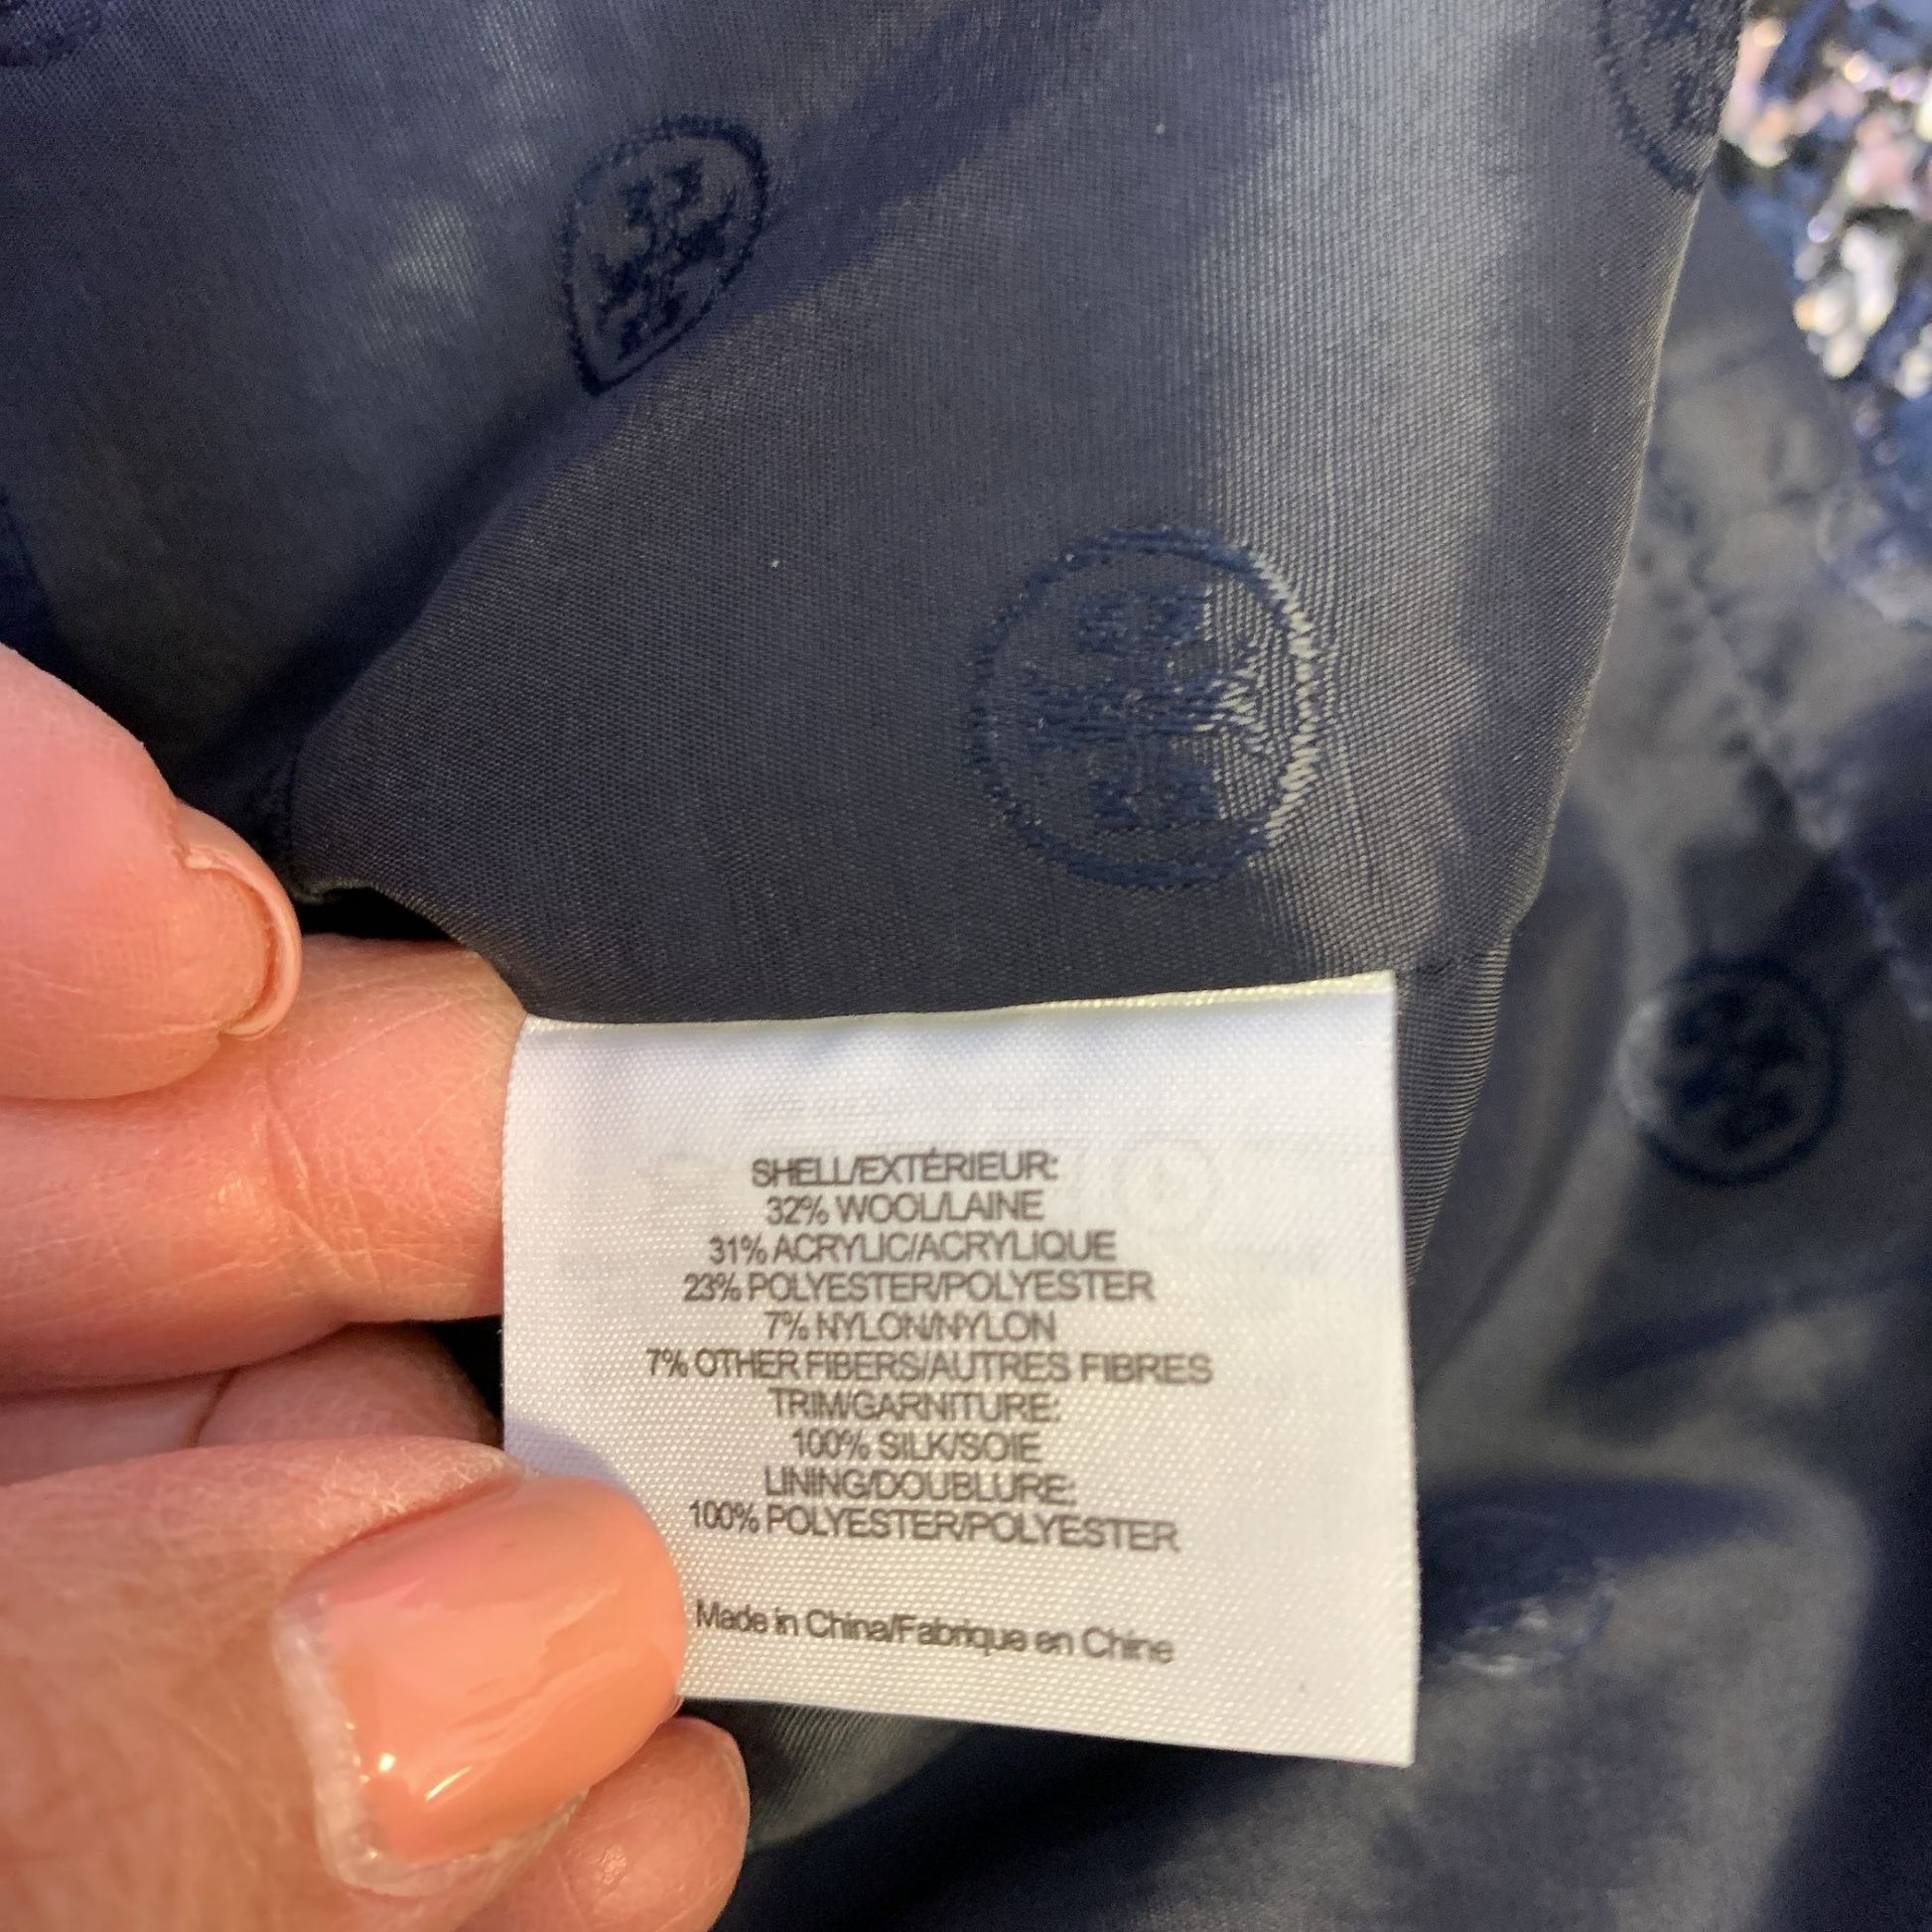 SHELL/EXTÉRIEUR:
32% WOOL/LAINE
31% ACRYLIC/ACRYLIQUE
23% POLYESTER/POLYESTER
7% NYLON/NYLON
7% OTHER FIBERS/AUTRES FIBRES
TRIM/GARNITURE:
100% SILK/SOIE
LINING/DOUBLURE:
100% POLYESTER/POLYESTER
Made in China/Fabrique en Chine